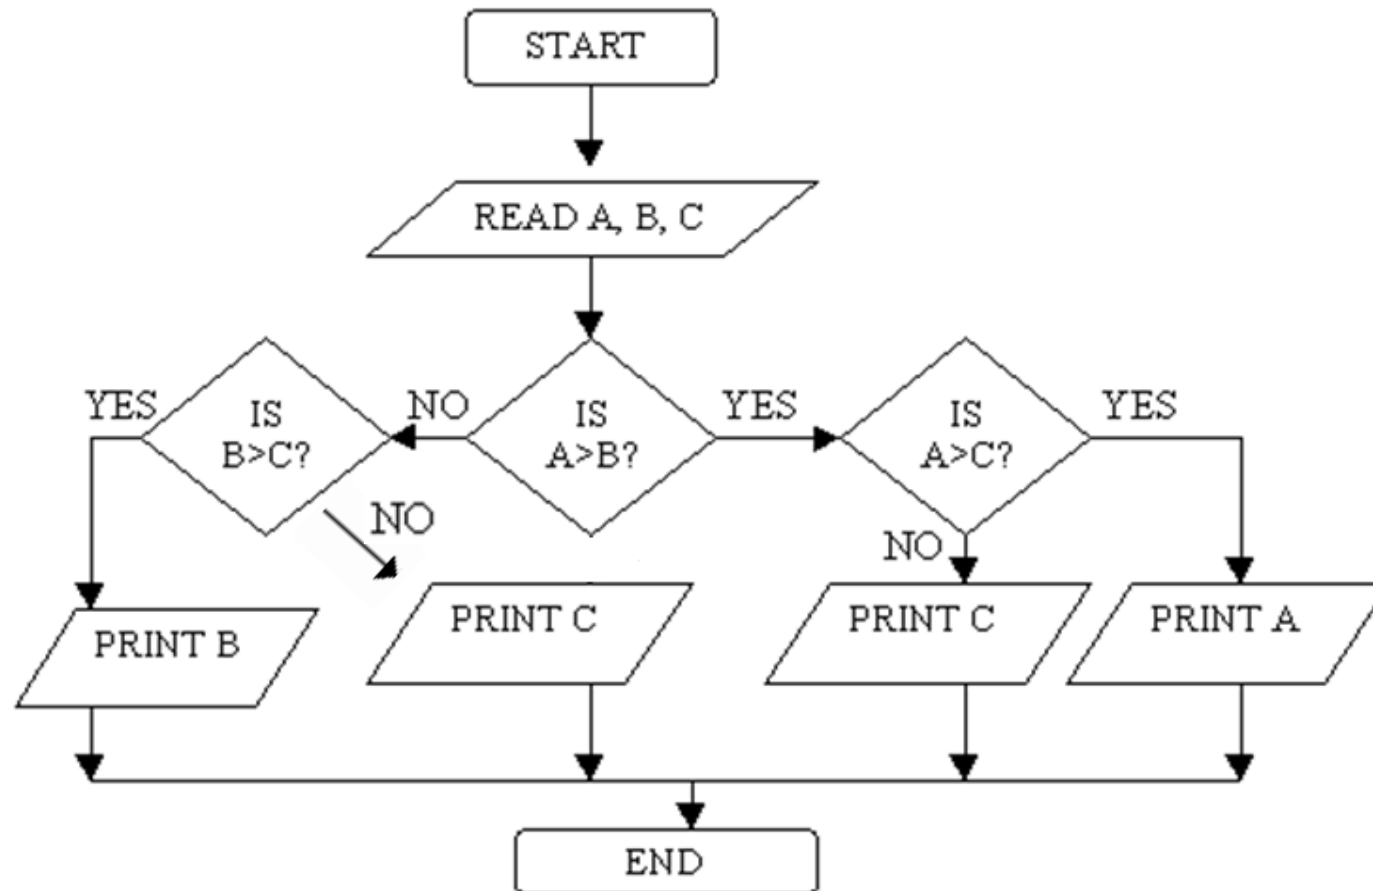 START
READ A, B, C
YES
IS
B>C?
NO
IS
A>B?
YES
IS
A>C?
YES
NO
NO
PRINT B
PRINT C
PRINT C
PRINT A
END